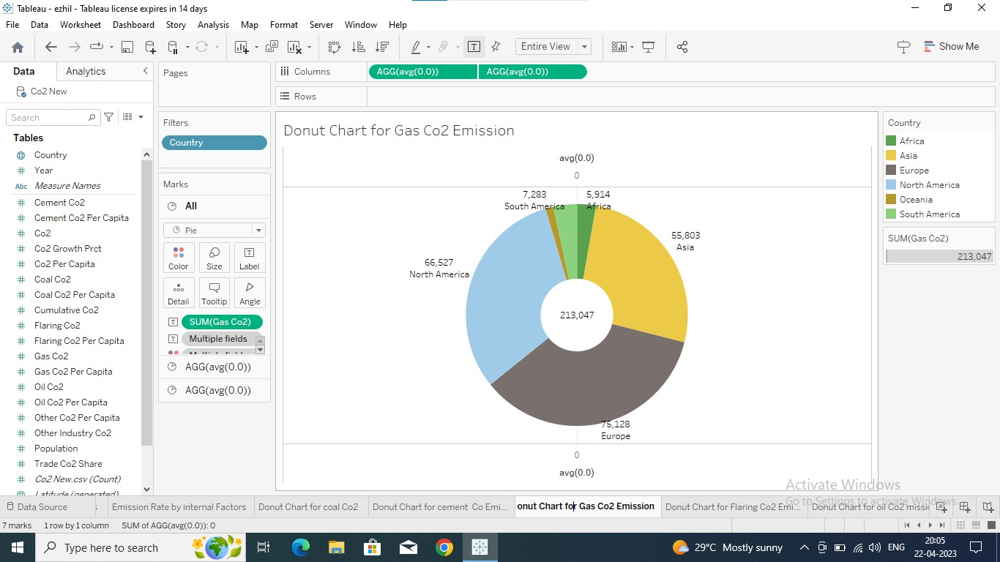 Tableau - ezhil - Tableau license expires in 14 days
File Data Worksheet Dashboard Story Analysis Map Format Server Window Help
Entire View
Show Me
Data Analytics
Co2 New
Search
Tables
Country
Year
Abc Measure Names
Cement Co2
Cement Co2 Per Capita
Co2
Co2 Growth Prct
Co2 Per Capita
Coal Co2
Coal Co2 Per Capita
Cumulative Co2
Flaring Co2
Flaring Co2 Per Capita
Gas Co2
Gas Co2 Per Capita
Oil Co2
Oil Co2 Per Capita
Other Co2 Per Capita
Other Industry Co2
Population
Trade Co2 Share
Co2 New.csv (Count)
Latitude (generated)
Pages
Filters
Country
Marks
All
Pie
Color Size Label
Detail Tooltip Angle
SUM(Gas Co2)
Multiple fields
Multiple fields
AGG(avg(0.0))
AGG(avg(0.0))
Columns AGG(avg(0.0)) AGG(avg(0.0))
Rows
Donut Chart for Gas Co2 Emission
avg(0.0)
0
7,283
South America
5,914
Africa
55,803
Asia
66,527
North America
213,047
75,128
Europe
0
avg(0.0)
Country
Africa
Asia
Europe
North America
Oceania
South America
SUM(Gas Co2)
213,047
Activate Windows
Go to Settings to activate Windows.
Data Source Emission Rate by internal Factors Donut Chart for coal Co2 Donut Chart for cement Co Emi... onut Chart for Gas Co2 Emission Donut Chart for Flaring Co2 Emi... Donut Chart for oil Co2 missi
7 marks 1 row by 1 column SUM of AGG(avg(0.0)): 0
Type here to search
29°C Mostly sunny
ENG
20:05
22-04-2023